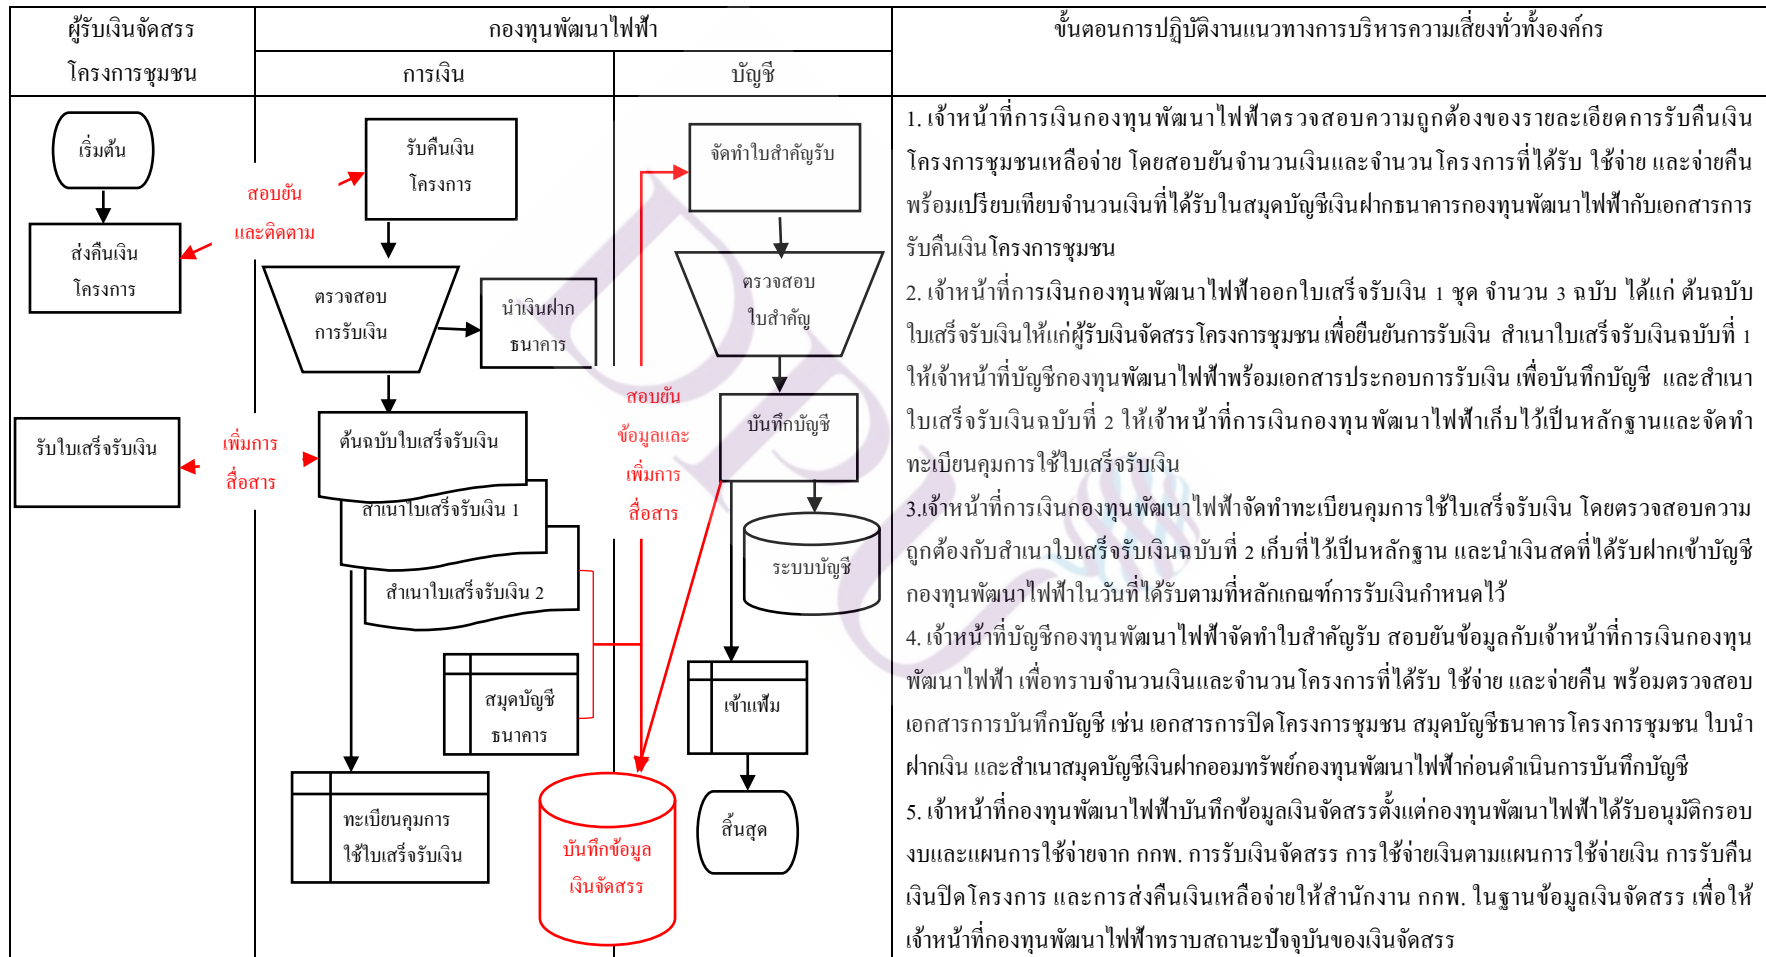 ผู้รับเงินจัดสรร
โครงการชุมชน
กองทุนพัฒนาไฟฟ้า
การเงิน
บัญชี
ขั้นตอนการปฏิบัติงานแนวทางการบริหารความเสี่ยงทั่วทั้งองค์กร
เริ่มต้น
ส่งคืนเงิน
โครงการ
สอบยัน
และติดตาม
รับคืนเงิน
โครงการ
ตรวจสอบ
การรับเงิน
นำเงินฝาก
ธนาคาร
รับใบเสร็จรับเงิน
เพิ่มการ
สื่อสาร
ต้นฉบับใบเสร็จรับเงิน
สำเนาใบเสร็จรับเงิน 1
สำเนาใบเสร็จรับเงิน 2
สมุดบัญชี
ธนาคาร
ทะเบียนคุมการ
ใช้ใบเสร็จรับเงิน
สอบยัน
ข้อมูลและ
เพิ่มการ
สื่อสาร
บันทึกข้อมูล
เงินจัดสรร
จัดทำใบสำคัญรับ
ตรวจสอบ
ใบสำคัญ
บันทึกบัญชี
ระบบบัญชี
เข้าแฟ้ม
สิ้นสุด
1. เจ้าหน้าที่การเงินกองทุนพัฒนาไฟฟ้าตรวจสอบความถูกต้องของรายละเอียดการรับคืนเงิน
โครงการชุมชนเหลือจ่าย โดยสอบยันจำนวนเงินและจำนวนโครงการที่ได้รับ ใช้จ่าย และจ่ายคืน
พร้อมเปรียบเทียบจำนวนเงินที่ได้รับในสมุดบัญชีเงินฝากธนาคารกองทุนพัฒนาไฟฟ้ากับเอกสารการ
รับคืนเงินโครงการชุมชน
2. เจ้าหน้าที่การเงินกองทุนพัฒนาไฟฟ้าออกใบเสร็จรับเงิน 1 ชุด จำนวน 3 ฉบับ ได้แก่ ต้นฉบับ
ใบเสร็จรับเงินให้แก่ผู้รับเงินจัดสรรโครงการชุมชน เพื่อยืนยันการรับเงิน สำเนาใบเสร็จรับเงินฉบับที่ 1
ให้เจ้าหน้าที่บัญชีกองทุนพัฒนาไฟฟ้าพร้อมเอกสารประกอบการรับเงิน เพื่อบันทึกบัญชี และสำเนา
ใบเสร็จรับเงินฉบับที่ 2 ให้เจ้าหน้าที่การเงินกองทุนพัฒนาไฟฟ้าเก็บไว้เป็นหลักฐานและจัดทำ
ทะเบียนคุมการใช้ใบเสร็จรับเงิน
3.เจ้าหน้าที่การเงินกองทุนพัฒนาไฟฟ้าจัดทำทะเบียนคุมการใช้ใบเสร็จรับเงิน โดยตรวจสอบความ
ถูกต้องกับสำเนาใบเสร็จรับเงินฉบับที่ 2 เก็บที่ไว้เป็นหลักฐาน และนำเงินสดที่ได้รับฝากเข้าบัญชี
กองทุนพัฒนาไฟฟ้าในวันที่ได้รับตามที่หลักเกณฑ์การรับเงินกำหนดไว้
4. เจ้าหน้าที่บัญชีกองทุนพัฒนาไฟฟ้าจัดทำใบสำคัญรับ สอบยันข้อมูลกับเจ้าหน้าที่การเงินกองทุน
พัฒนาไฟฟ้า เพื่อทราบจำนวนเงินและจำนวนโครงการที่ได้รับ ใช้จ่าย และจ่ายคืน พร้อมตรวจสอบ
เอกสารการบันทึกบัญชี เช่น เอกสารการปิดโครงการชุมชน สมุดบัญชีธนาคารโครงการชุมชน ใบนำ
ฝากเงิน และสำเนาสมุดบัญชีเงินฝากออมทรัพย์กองทุนพัฒนาไฟฟ้าก่อนดำเนินการบันทึกบัญชี
5. เจ้าหน้าที่กองทุนพัฒนาไฟฟ้าบันทึกข้อมูลเงินจัดสรรตั้งแต่กองทุนพัฒนาไฟฟ้าได้รับอนุมัติกรอบ
งบและแผนการใช้จ่ายจาก กกพ. การรับเงินจัดสรร การใช้จ่ายเงินตามแผนการใช้จ่ายเงิน การรับคืน
เงินปิดโครงการ และการส่งคืนเงินเหลือจ่ายให้สำนักงาน กกพ. ในฐานข้อมูลเงินจัดสรร เพื่อให้
เจ้าหน้าที่กองทุนพัฒนาไฟฟ้าทราบสถานะปัจจุบันของเงินจัดสรร
DPU